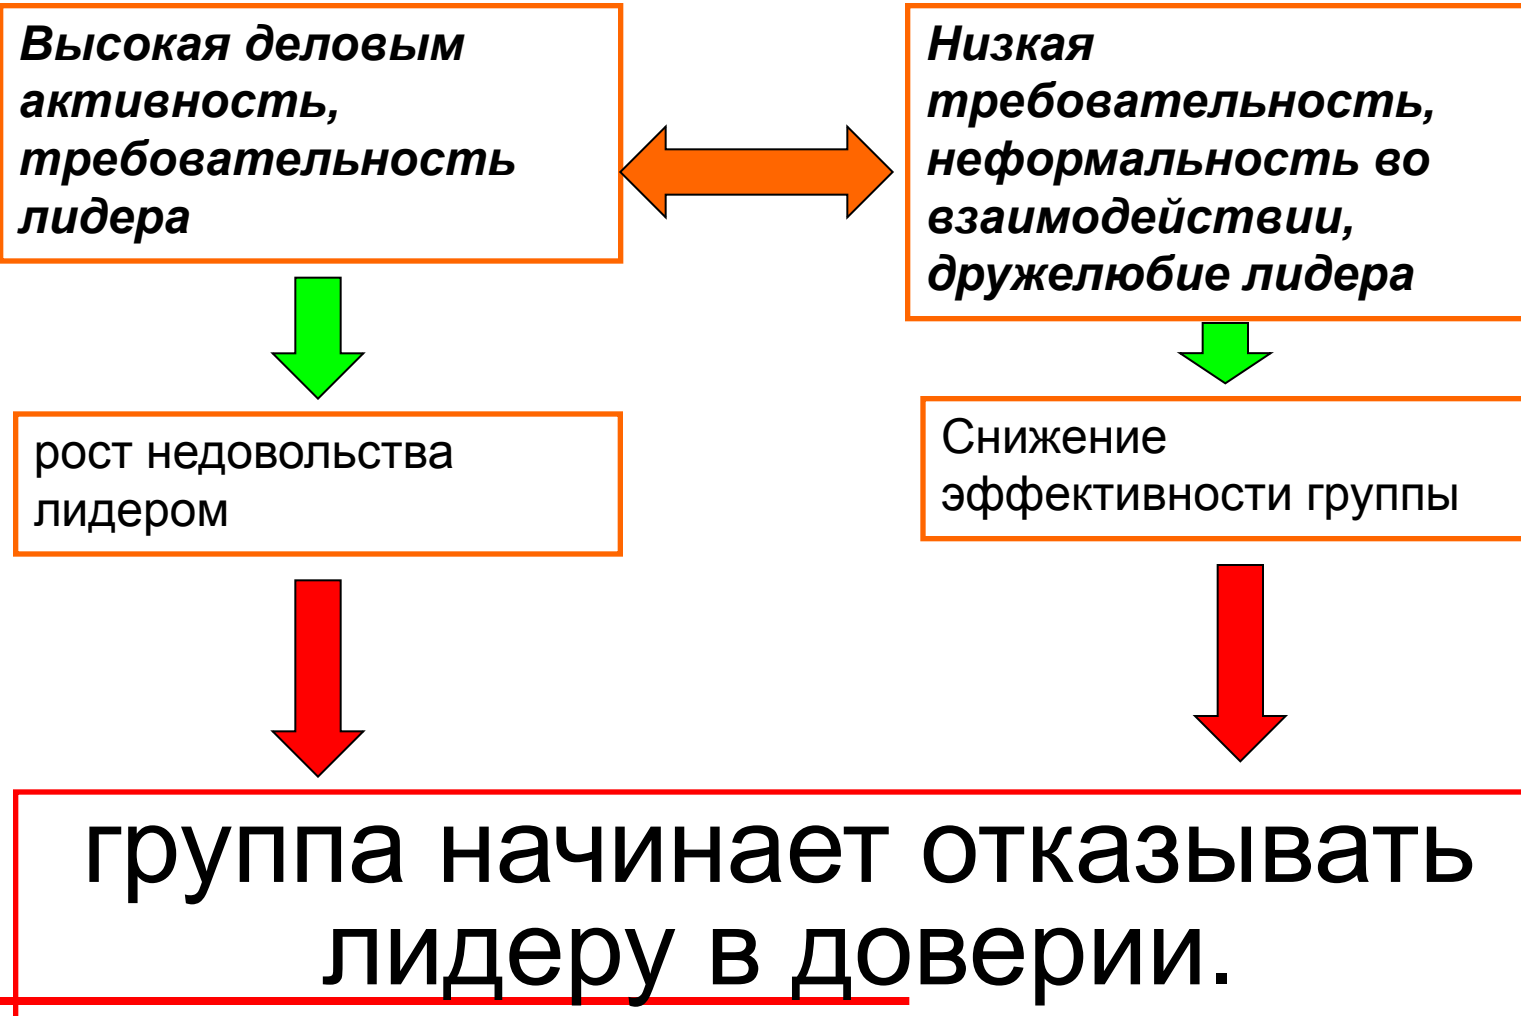 Высокая деловым
активность,
требовательность
лидера
Низкая
требовательность,
неформальность во
взаимодействии,
дружелюбие лидера
рост недовольства
лидером
Снижение
эффективности группы
группа начинает отказывать
лидеру в доверии.